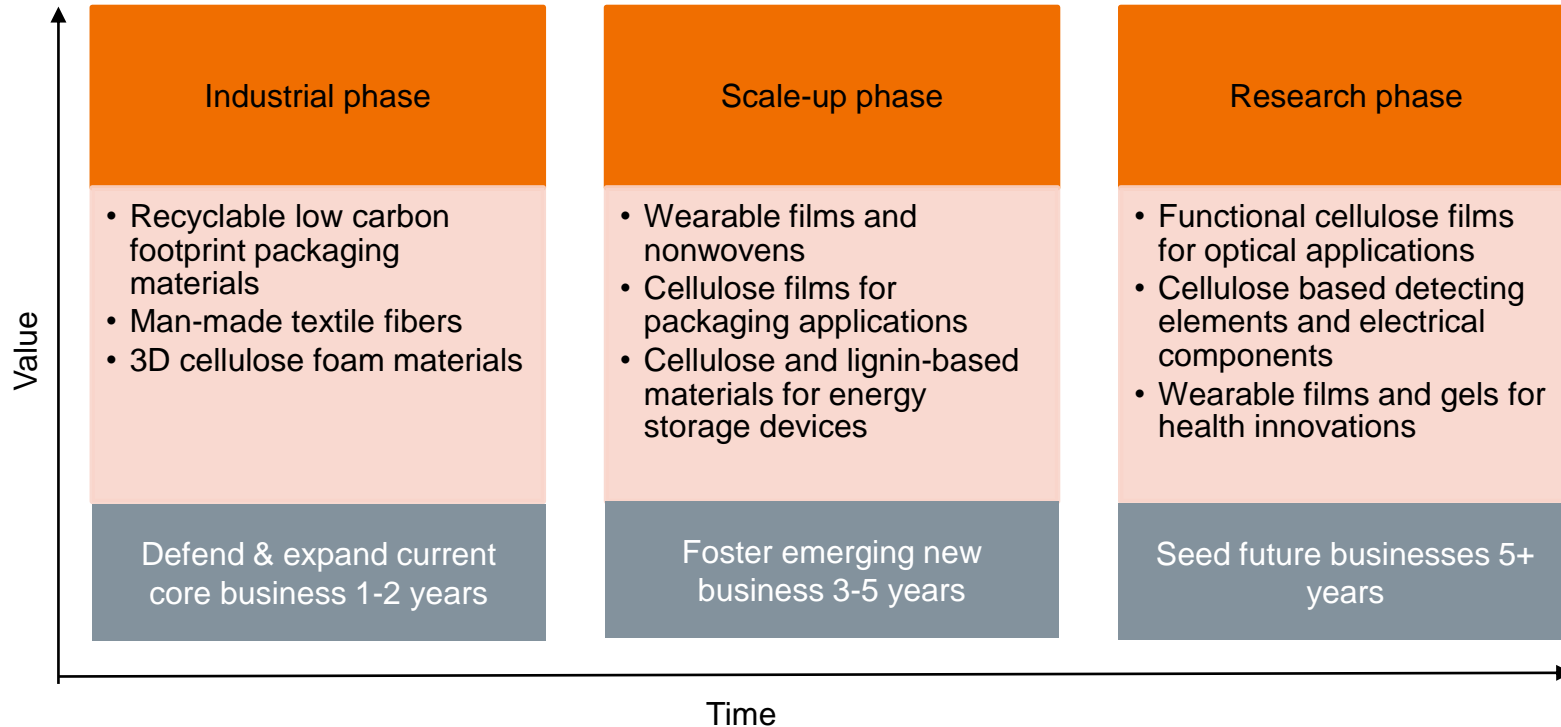 Value
Industrial phase
• Recyclable low carbon
footprint packaging
materials
• Man-made textile fibers
• 3D cellulose foam materials
Defend & expand current
core business 1-2 years
Scale-up phase
• Wearable films and
nonwovens
• Cellulose films for
packaging applications
• Cellulose and lignin-based
materials for energy
storage devices
Foster emerging new
business 3-5 years
Research phase
• Functional cellulose films
for optical applications
• Cellulose based detecting
elements and electrical
components
• Wearable films and gels for
health innovations
Seed future businesses 5+
years
Time